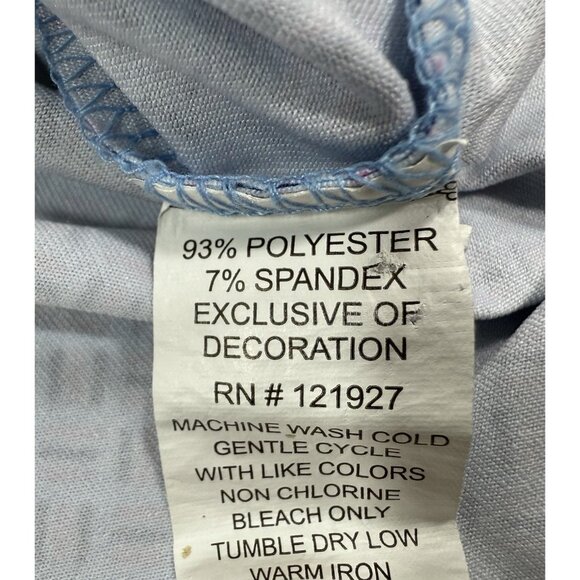 93% POLYESTER
7% SPANDEX
EXCLUSIVE OF
DECORATION
RN # 121927
MACHINE WASH COLD
GENTLE CYCLE
WITH LIKE COLORS
NON CHLORINE
BLEACH ONLY
TUMBLE DRY LOW
WARM IRON